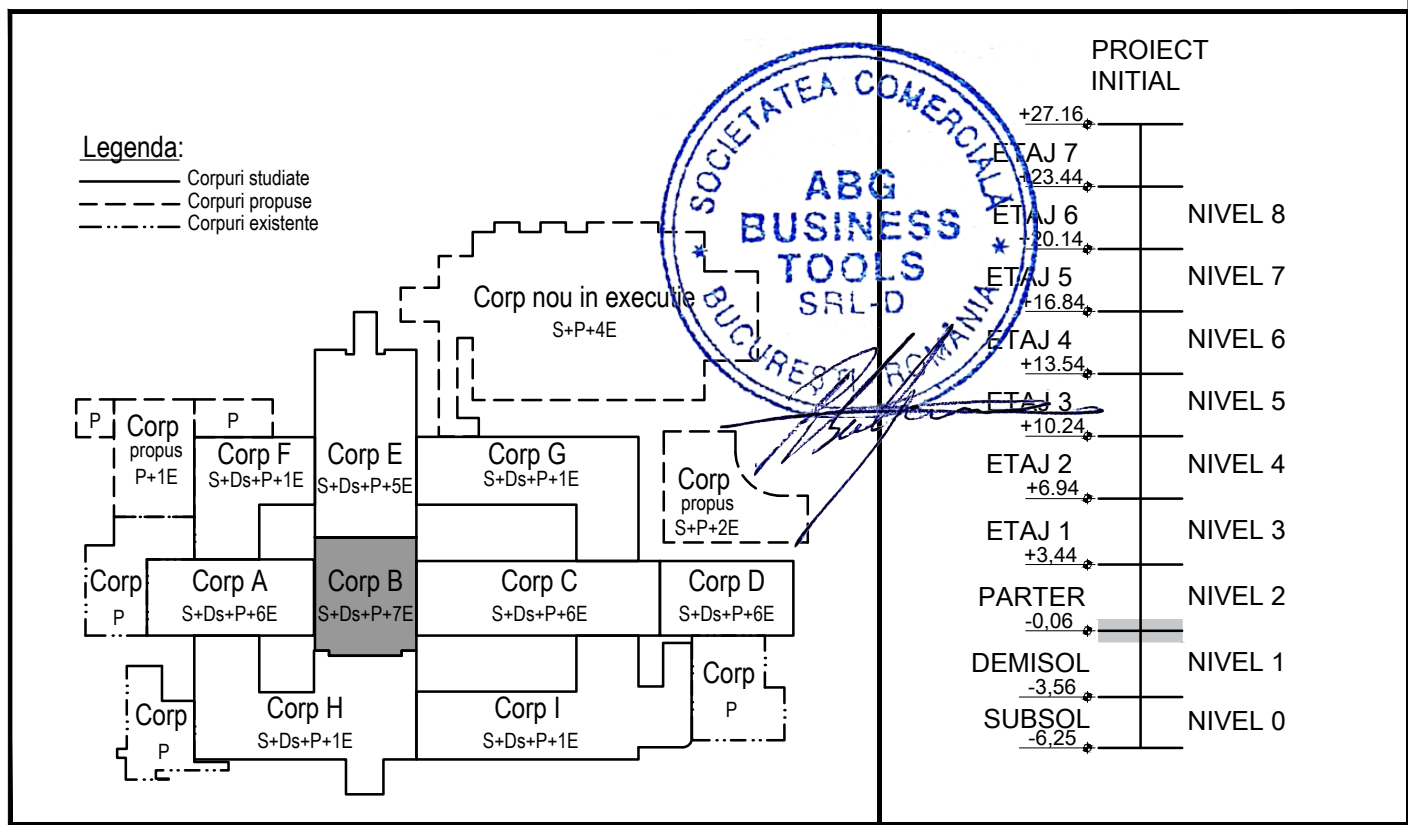 Legenda:
Corpuri studiate
Corpuri propuse
Corpuri existente
Corp nou in executie
S+P+4E
P
Corp
propus
P+1E
P
Corp F
S+Ds+P+1E
Corp E
S+Ds+P+5E
Corp G
S+Ds+P+1E
Corp
propus
S+P+2E
Corp
P
Corp A
S+Ds+P+6E
Corp B
S+Ds+P+7E
Corp C
S+Ds+P+6E
Corp D
S+Ds+P+6E
Corp
P
Corp H
S+Ds+P+1E
Corp I
S+Ds+P+1E
Corp
P
SOCIETATEA COMERCIALĂ
ABG
BUSINESS
TOOLS
SRL-D
* BUCUREȘTI ROMÂNIA *
PROIECT
INITIAL
+27.16
ETAJ 7
+23.44
ETAJ 6
NIVEL 8
+20.14
ETAJ 5
NIVEL 7
+16.84
ETAJ 4
NIVEL 6
+13.54
ETAJ 3
NIVEL 5
+10.24
ETAJ 2
NIVEL 4
+6.94
ETAJ 1
NIVEL 3
+3,44
PARTER
NIVEL 2
-0,06
DEMISOL
NIVEL 1
-3,56
SUBSOL
NIVEL 0
-6,25